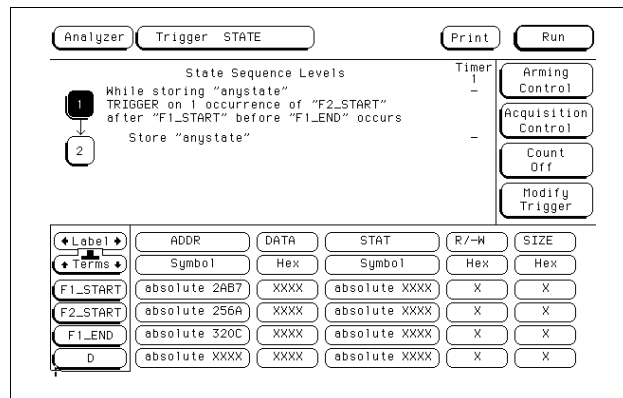 Analyzer Trigger STATE Print Run
State Sequence Levels Timer
1
While storing "anystate" -
1 TRIGGER on 1 occurrence of "F2_START"
after "F1_START" before "F1_END" occurs
2 Store "anystate" -
Arming
Control
Acquisition
Control
Count
Off
Modify
Trigger
Label ADDR DATA STAT R/-W SIZE
Terms Symbol Hex Symbol Hex Hex
F1_START absolute 2AB7 XXXX absolute XXXX X X
F2_START absolute 256A XXXX absolute XXXX X X
F1_END absolute 320C XXXX absolute XXXX X X
D absolute XXXX XXXX absolute XXXX X X